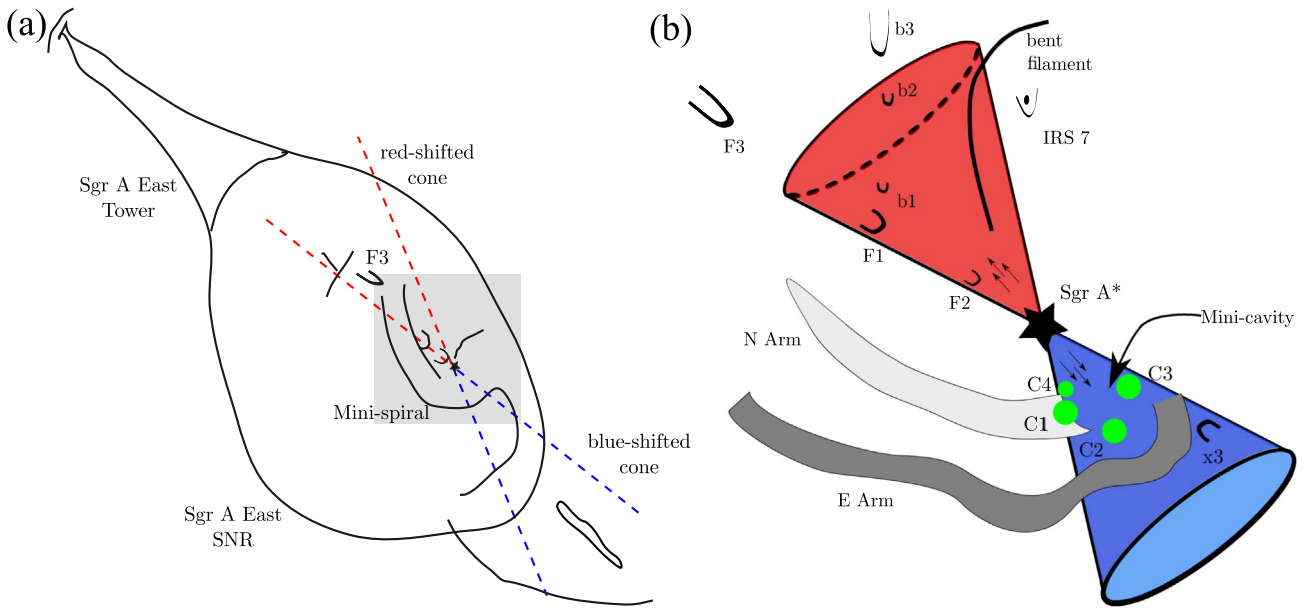 (a)
red-shifted
cone
Sgr A East
Tower
F3
Mini-spiral
blue-shifted
cone
Sgr A East
SNR
(b)
b3
bent
filament
b2
F3
IRS 7
b1
F1
F2
Sgr A*
Mini-cavity
N Arm
C4
C3
C1
C2
x3
E Arm